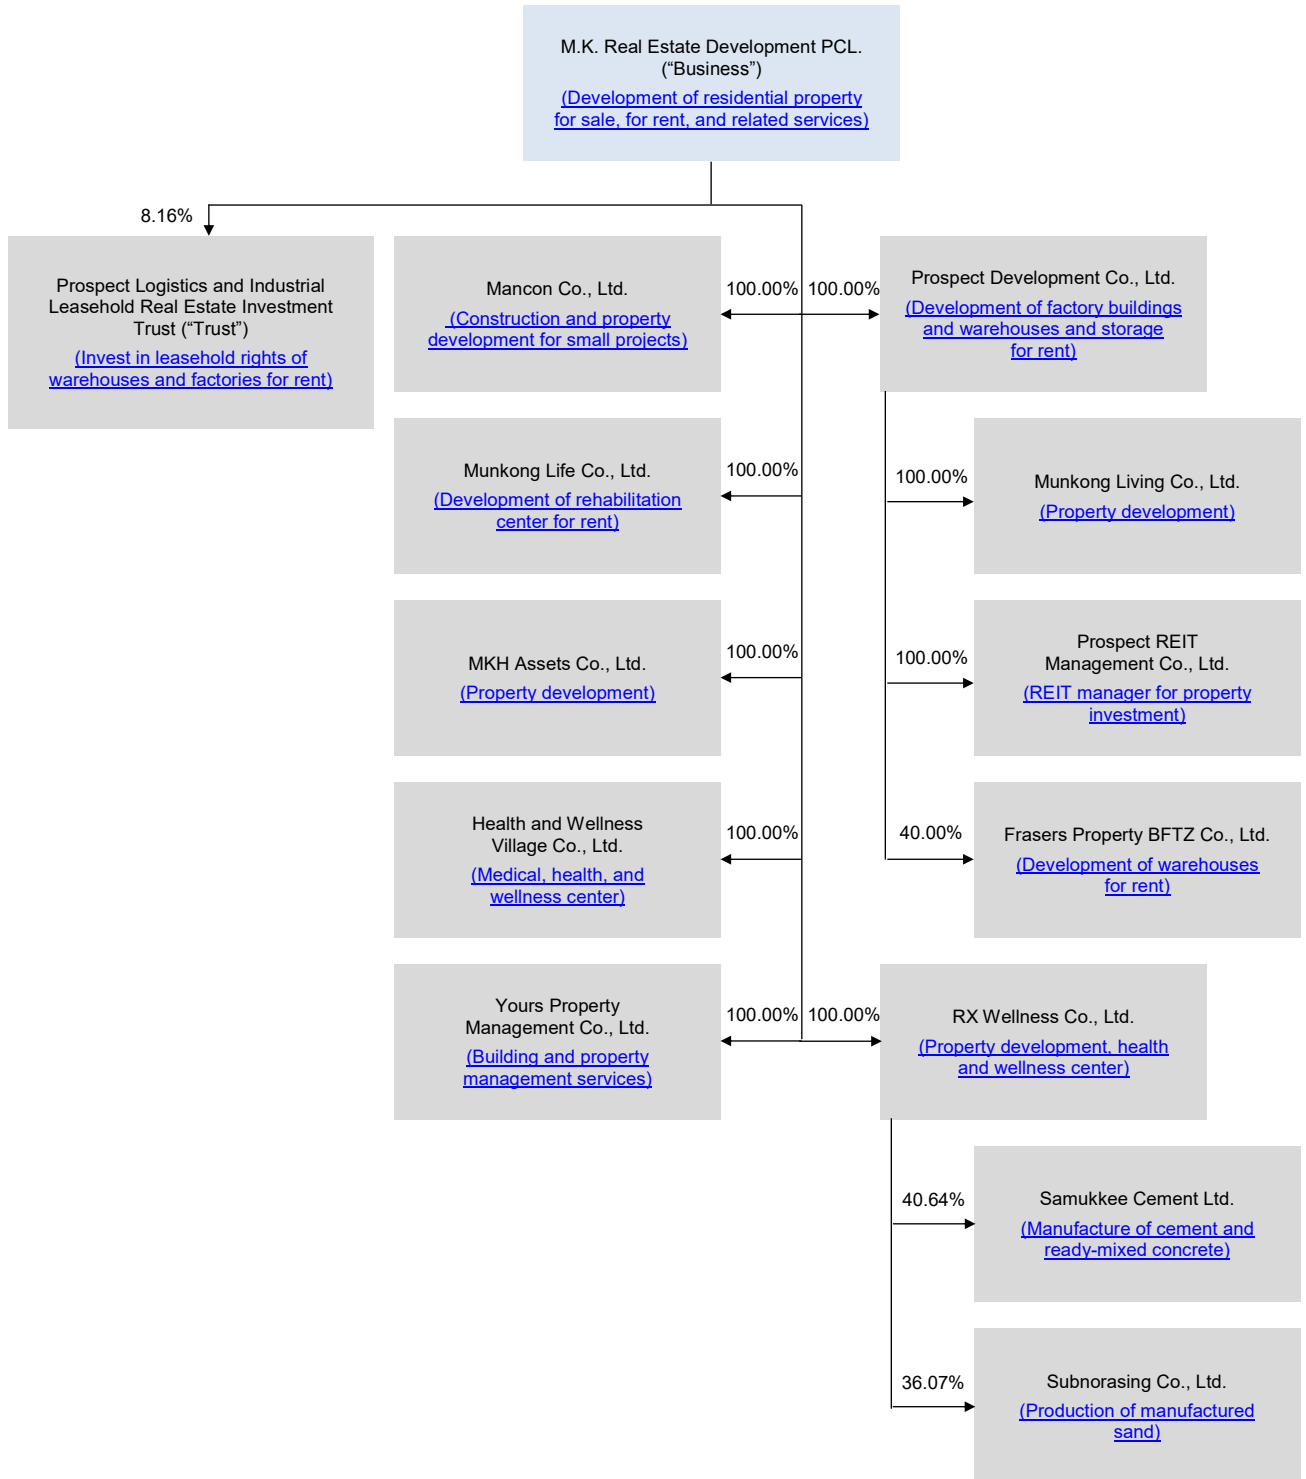 M.K. Real Estate Development PCL.
(“Business”)
(Development of residential property
for sale, for rent, and related services)
8.16%
Prospect Logistics and Industrial
Leasehold Real Estate Investment
Trust (“Trust”)
(Invest in leasehold rights of
warehouses and factories for rent)
Mancon Co., Ltd.
(Construction and property
development for small projects)
100.00%
100.00%
Prospect Development Co., Ltd.
(Development of factory buildings
and warehouses and storage
for rent)
Munkong Life Co., Ltd.
(Development of rehabilitation
center for rent)
100.00%
100.00%
Munkong Living Co., Ltd.
(Property development)
MKH Assets Co., Ltd.
(Property development)
100.00%
100.00%
Prospect REIT
Management Co., Ltd.
(REIT manager for property
investment)
Health and Wellness
Village Co., Ltd.
(Medical, health, and
wellness center)
100.00%
40.00%
Frasers Property BFTZ Co., Ltd.
(Development of warehouses
for rent)
Yours Property
Management Co., Ltd.
(Building and property
management services)
100.00%
100.00%
RX Wellness Co., Ltd.
(Property development, health
and wellness center)
40.64%
Samukkee Cement Ltd.
(Manufacture of cement and
ready-mixed concrete)
36.07%
Subnorasing Co., Ltd.
(Production of manufactured
sand)